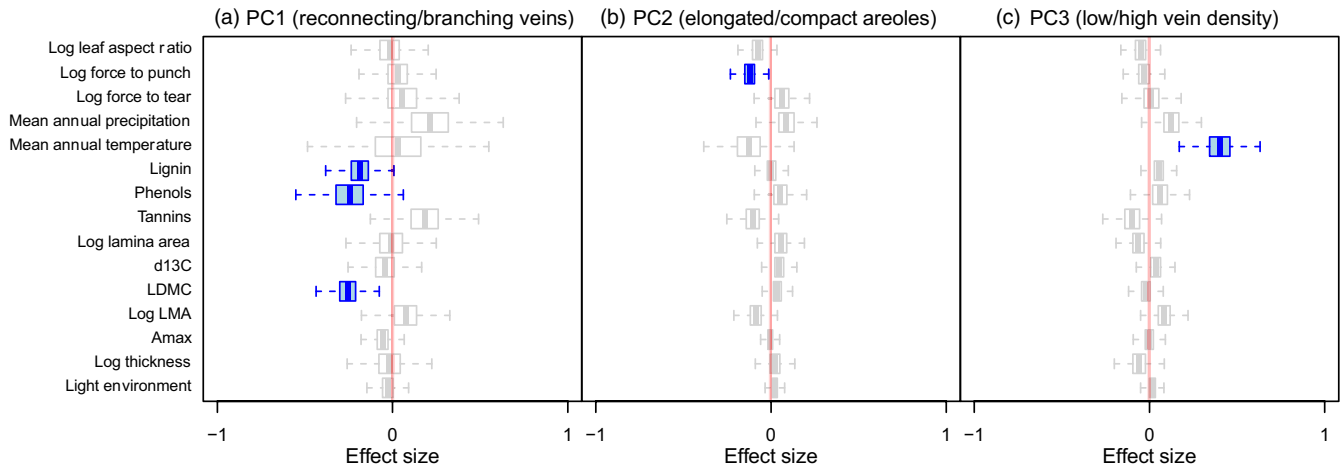 (a) PC1 (reconnecting/branching veins) (b) PC2 (elongated/compact areoles) (c) PC3 (low/high vein density)
Log leaf aspect ratio
Log force to punch
Log force to tear
Mean annual precipitation
Mean annual temperature
Lignin
Phenols
Tannins
Log lamina area
d13C
LDMC
Log LMA
Amax
Log thickness
Light environment
−1 0 1 −1 0 1 −1 0 1
Effect size Effect size Effect size